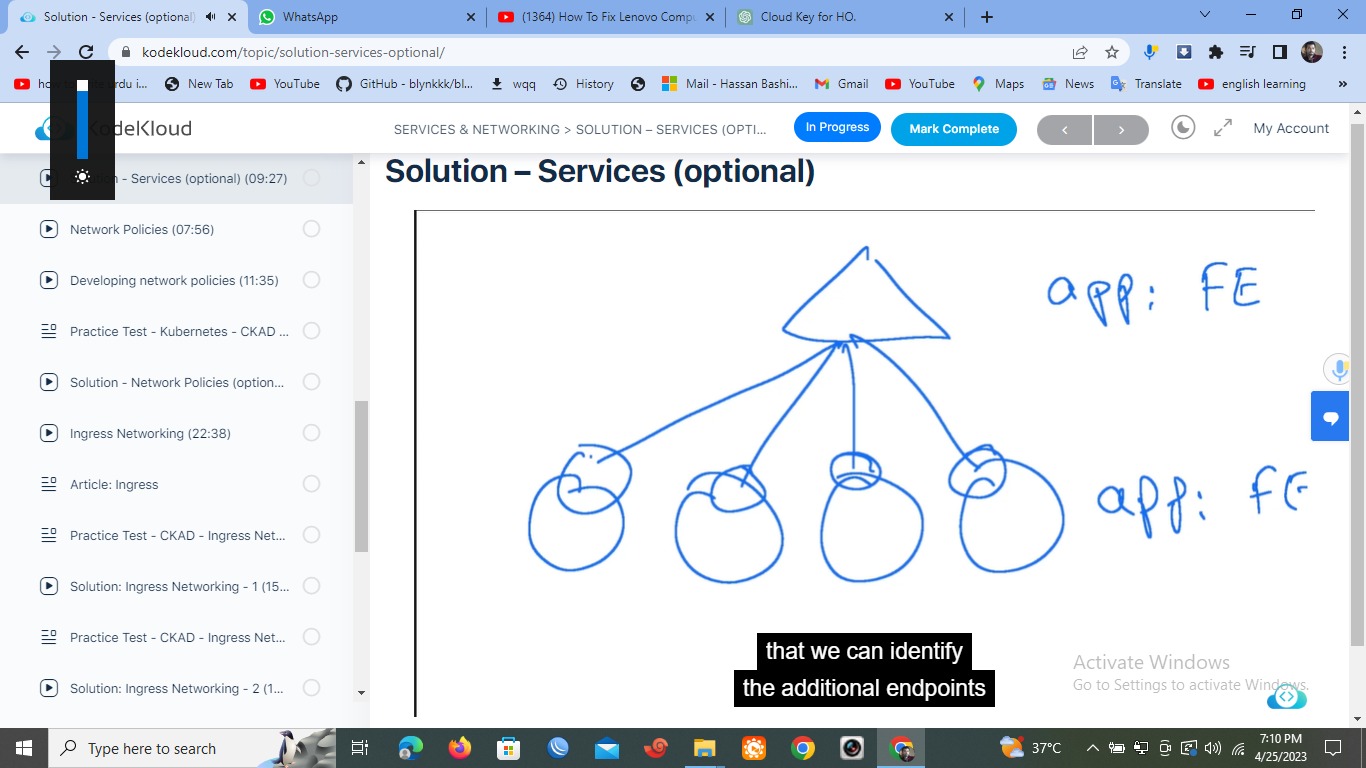 Solution - Services (optional)
WhatsApp
(1364) How To Fix Lenovo Compu
Cloud Key for HO.
kodekloud.com/topic/solution-services-optional/
urdu i...
New Tab
YouTube
GitHub - blynkkk/bl...
wqq
History
Mail - Hassan Bashi...
Gmail
YouTube
Maps
News
Translate
english learning
KodeKloud
SERVICES & NETWORKING > SOLUTION – SERVICES (OPTI...
In Progress
Mark Complete
My Account
- Services (optional) (09:27)
Network Policies (07:56)
Developing network policies (11:35)
Practice Test - Kubernetes - CKAD ...
Solution - Network Policies (option...
Ingress Networking (22:38)
Article: Ingress
Practice Test - CKAD - Ingress Net...
Solution: Ingress Networking - 1 (15...
Practice Test - CKAD - Ingress Net...
Solution: Ingress Networking - 2 (1...
Solution – Services (optional)
app: FE
app: FE
that we can identify
the additional endpoints
Activate Windows
Go to Settings to activate Windows.
Type here to search
37°C
7:10 PM
4/25/2023